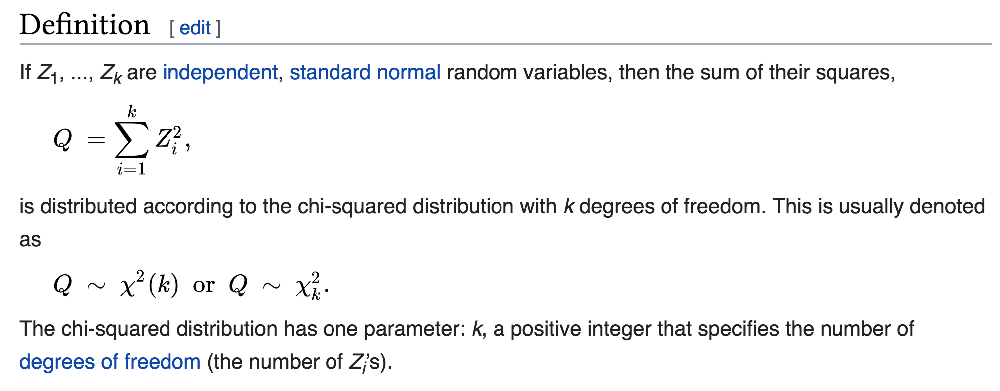 Definition [ edit ]
If Z₁, ..., Zₖ are independent, standard normal random variables, then the sum of their squares,
Q = ∑_{i=1}^{k} Z_i^2,
is distributed according to the chi-squared distribution with k degrees of freedom. This is usually denoted
as
Q ∼ χ^2(k) or Q ∼ χ_k^2.
The chi-squared distribution has one parameter: k, a positive integer that specifies the number of
degrees of freedom (the number of Zᵢ’s).